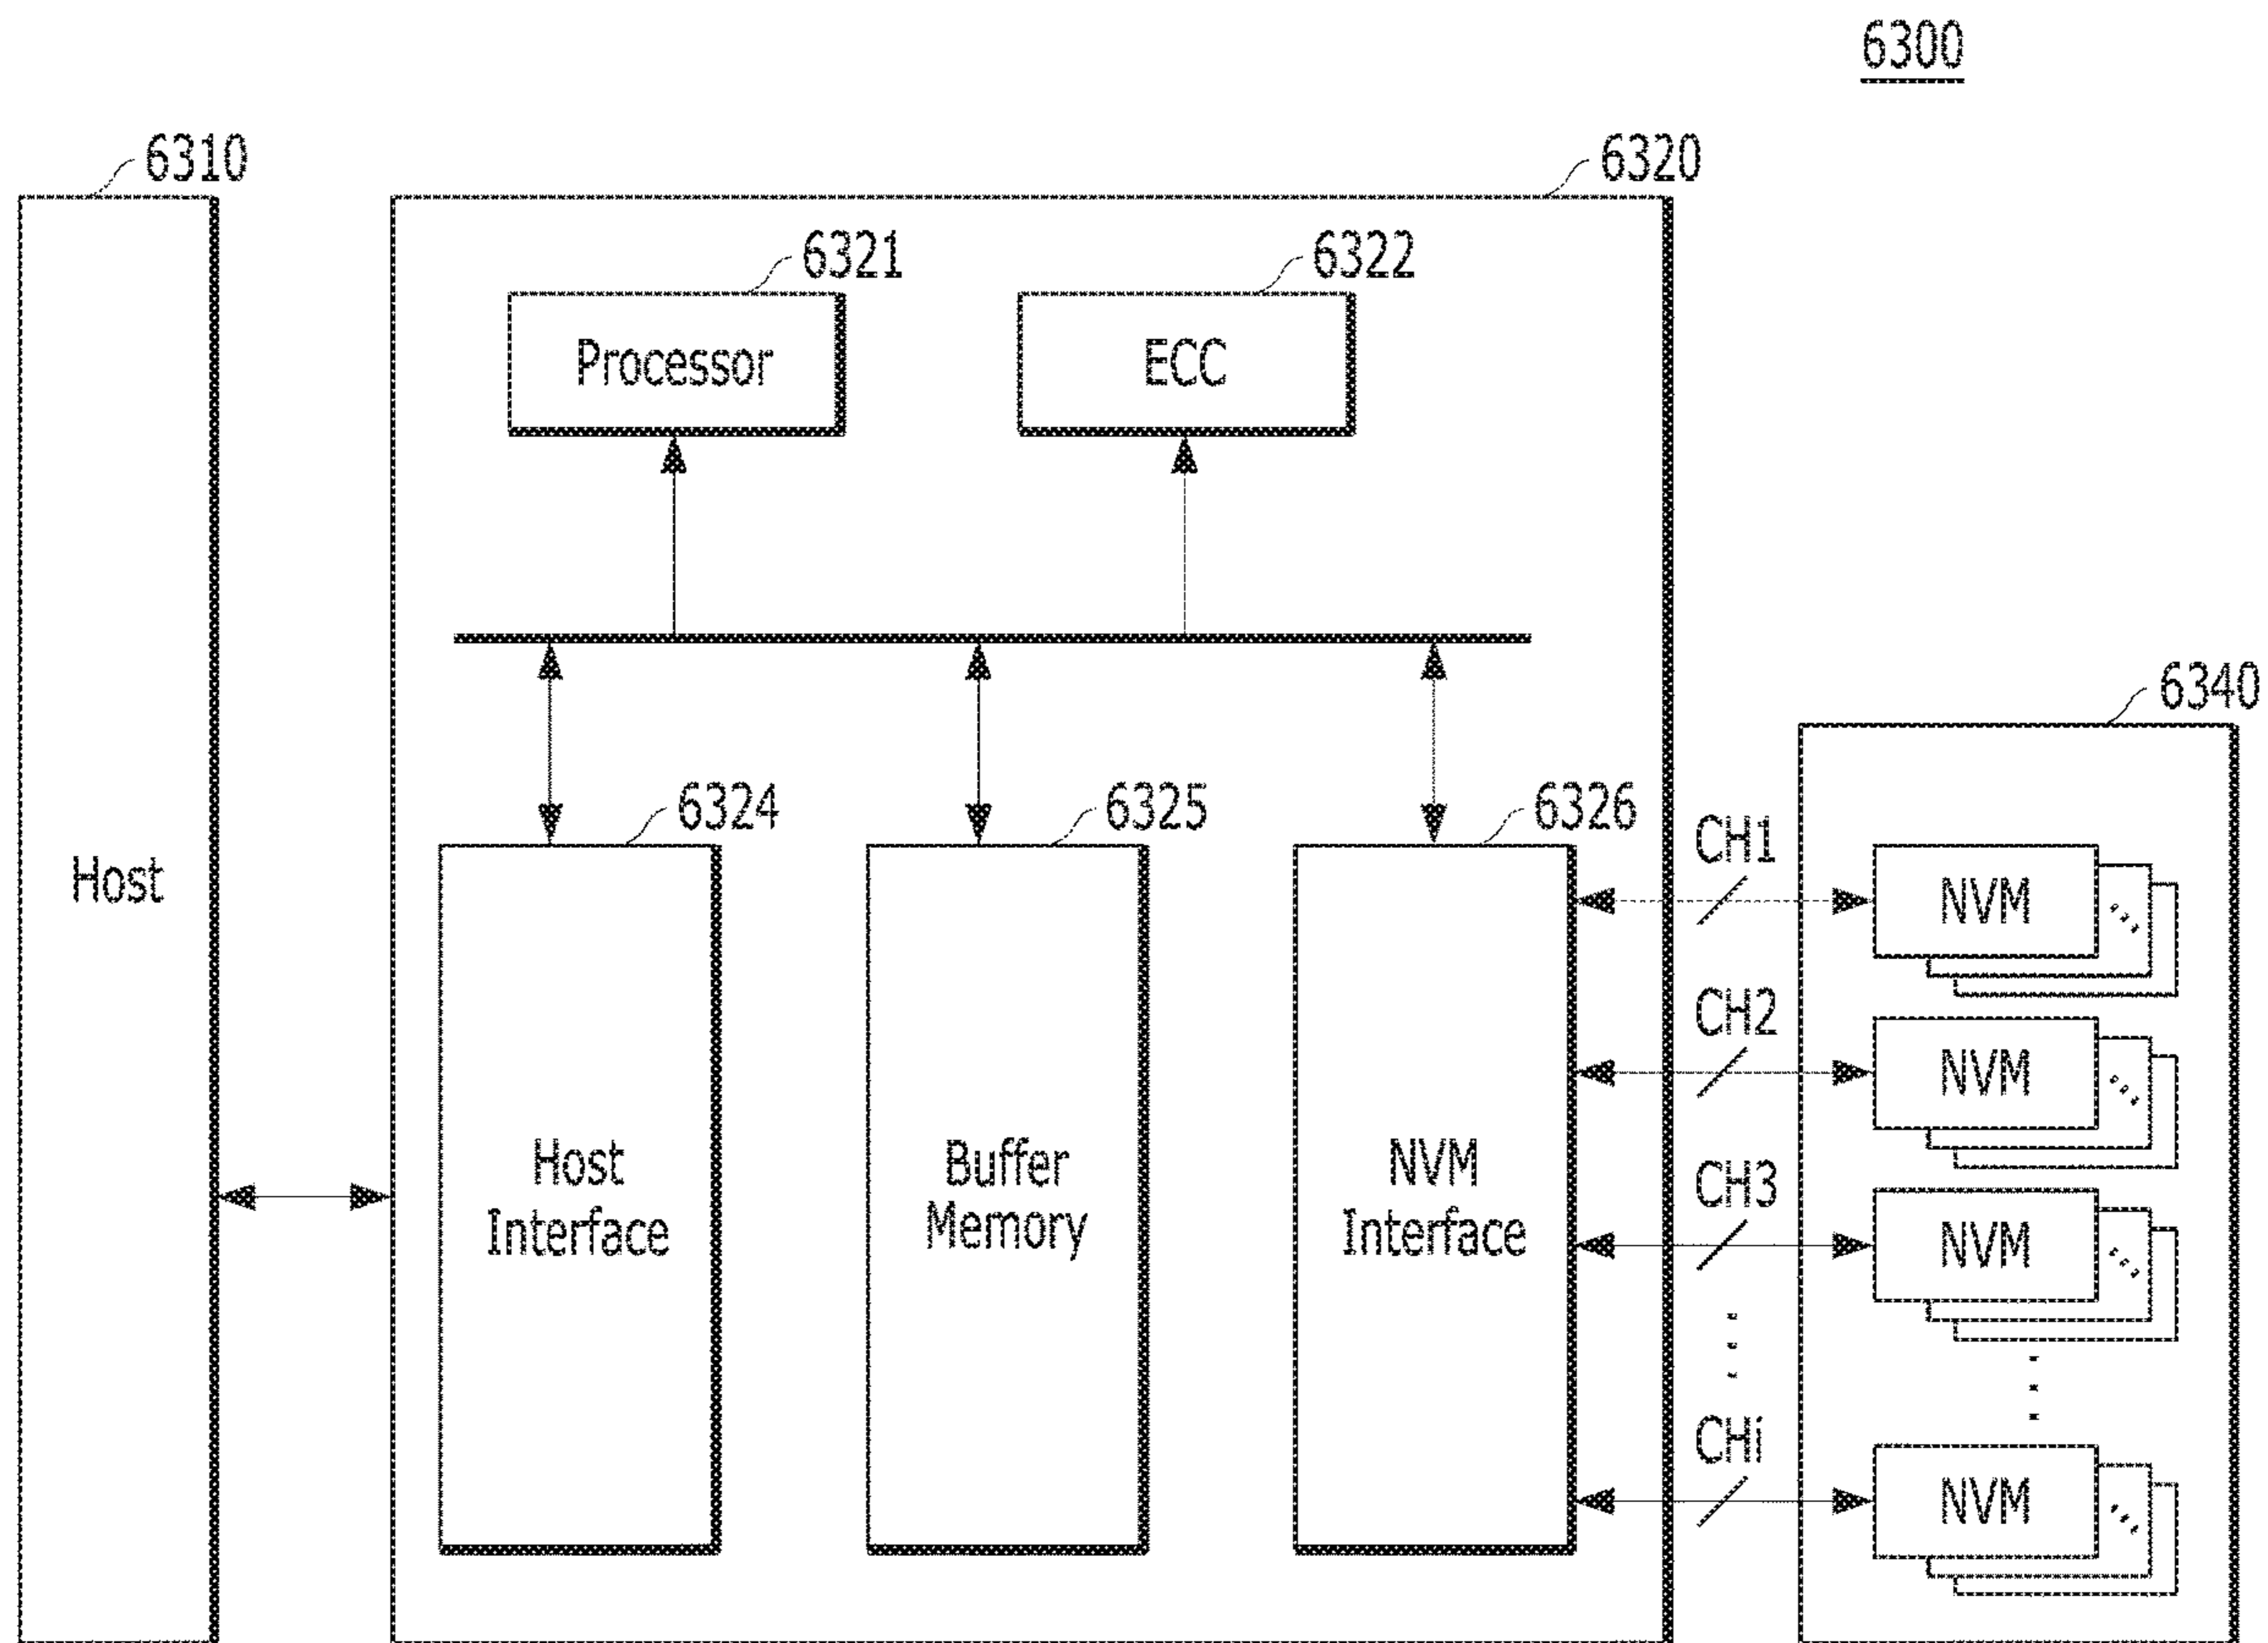 6300
6310
6320
6321
6322
Processor
ECC
6340
6324
6325
6326
CH1
Host
NVM
CH2
NVM
Host
Interface
Buffer
Memory
NVM
Interface
CH3
NVM
CHi
NVM